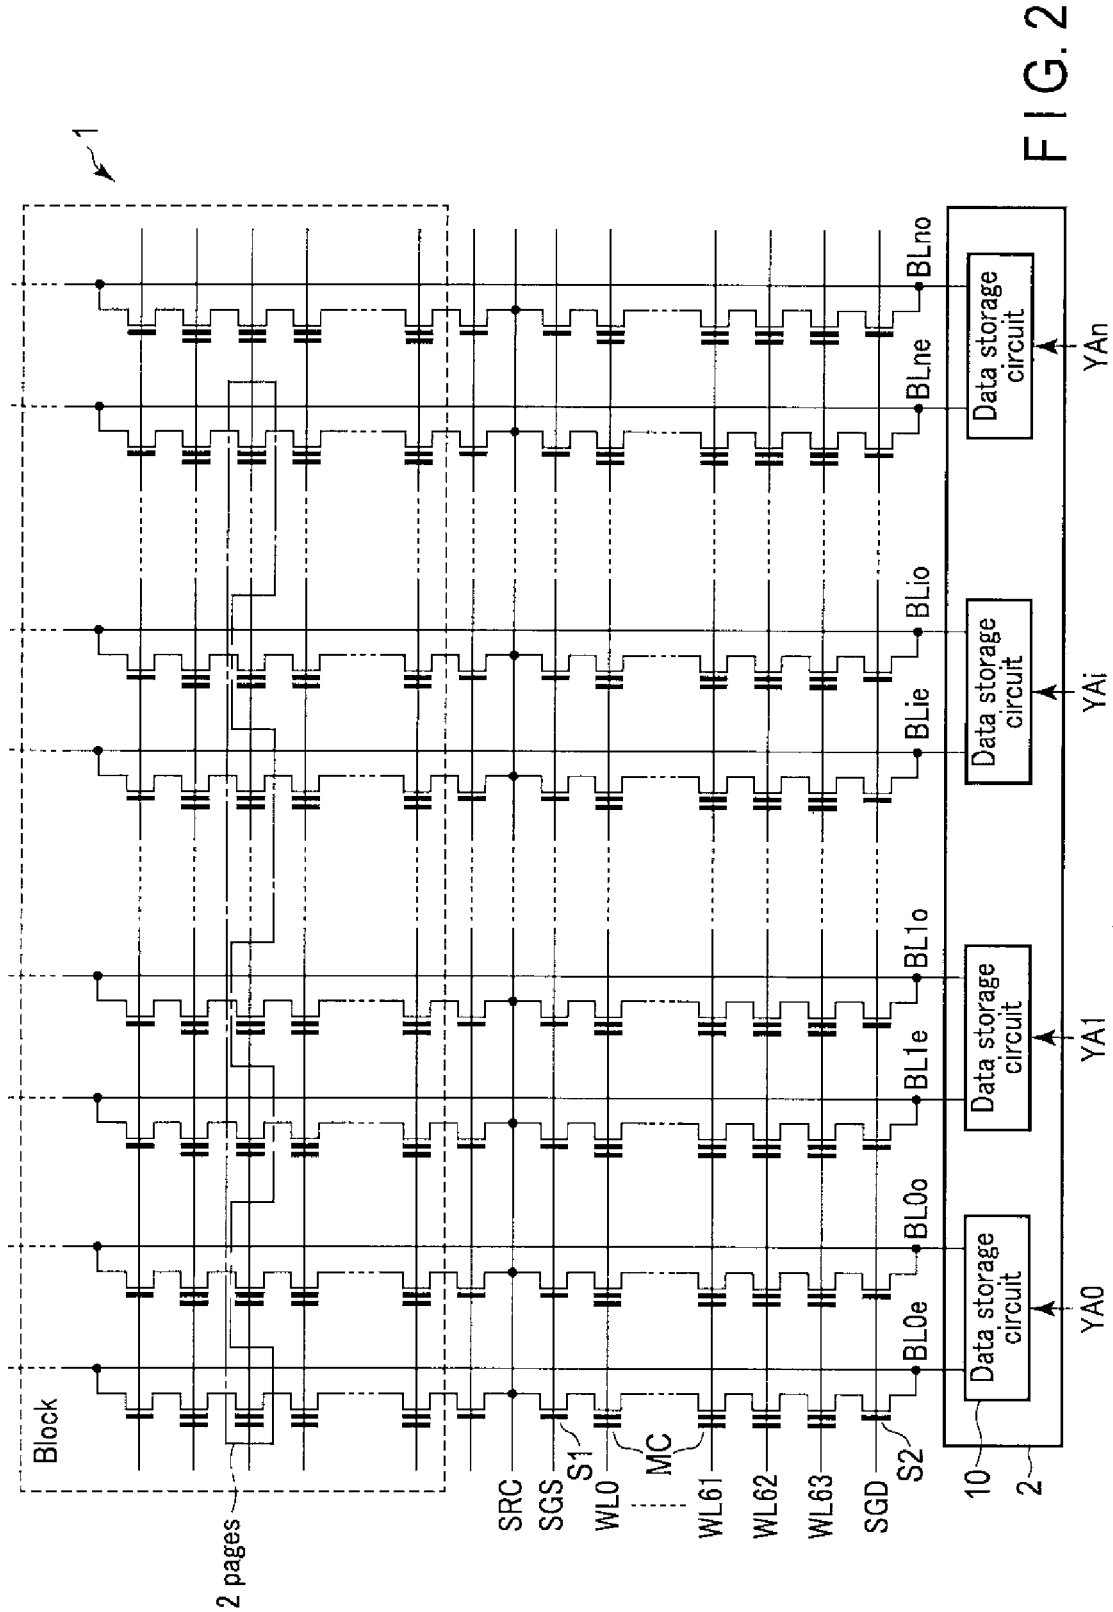 FIG. 2
1
Block
2 pages
SRC
SGS
S1
WL0
MC
WL61
WL62
WL63
SGD
S2
BL0e
BL0o
BL1e
BL1o
BLie
BLio
BLne
BLno
10
2
Data storage
circuit
Data storage
circuit
Data storage
circuit
Data storage
circuit
YA0
YA1
YAi
YAn